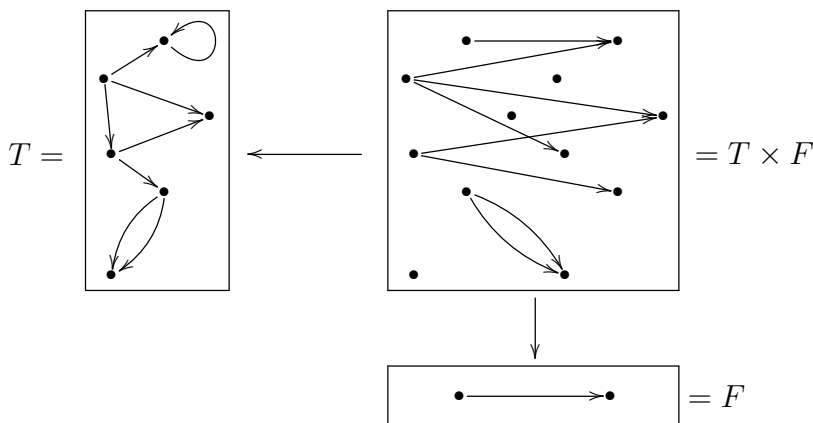 T =
= T × F
= F